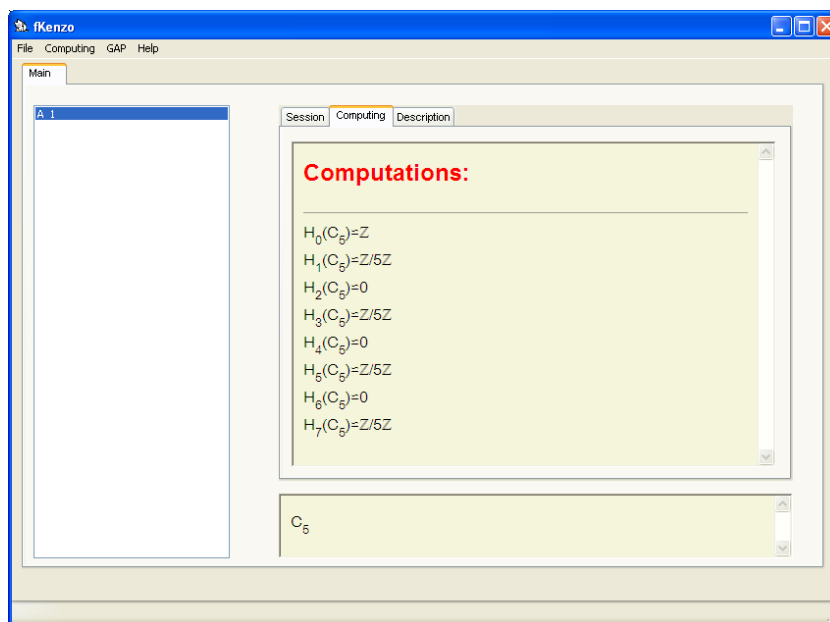 fKenzo
File Computing GAP Help
Main
A 1
Session Computing Description
Computations:
H₀(C₅)=Z
H₁(C₅)=Z/5Z
H₂(C₅)=0
H₃(C₅)=Z/5Z
H₄(C₅)=0
H₅(C₅)=Z/5Z
H₆(C₅)=0
H₇(C₅)=Z/5Z
C₅